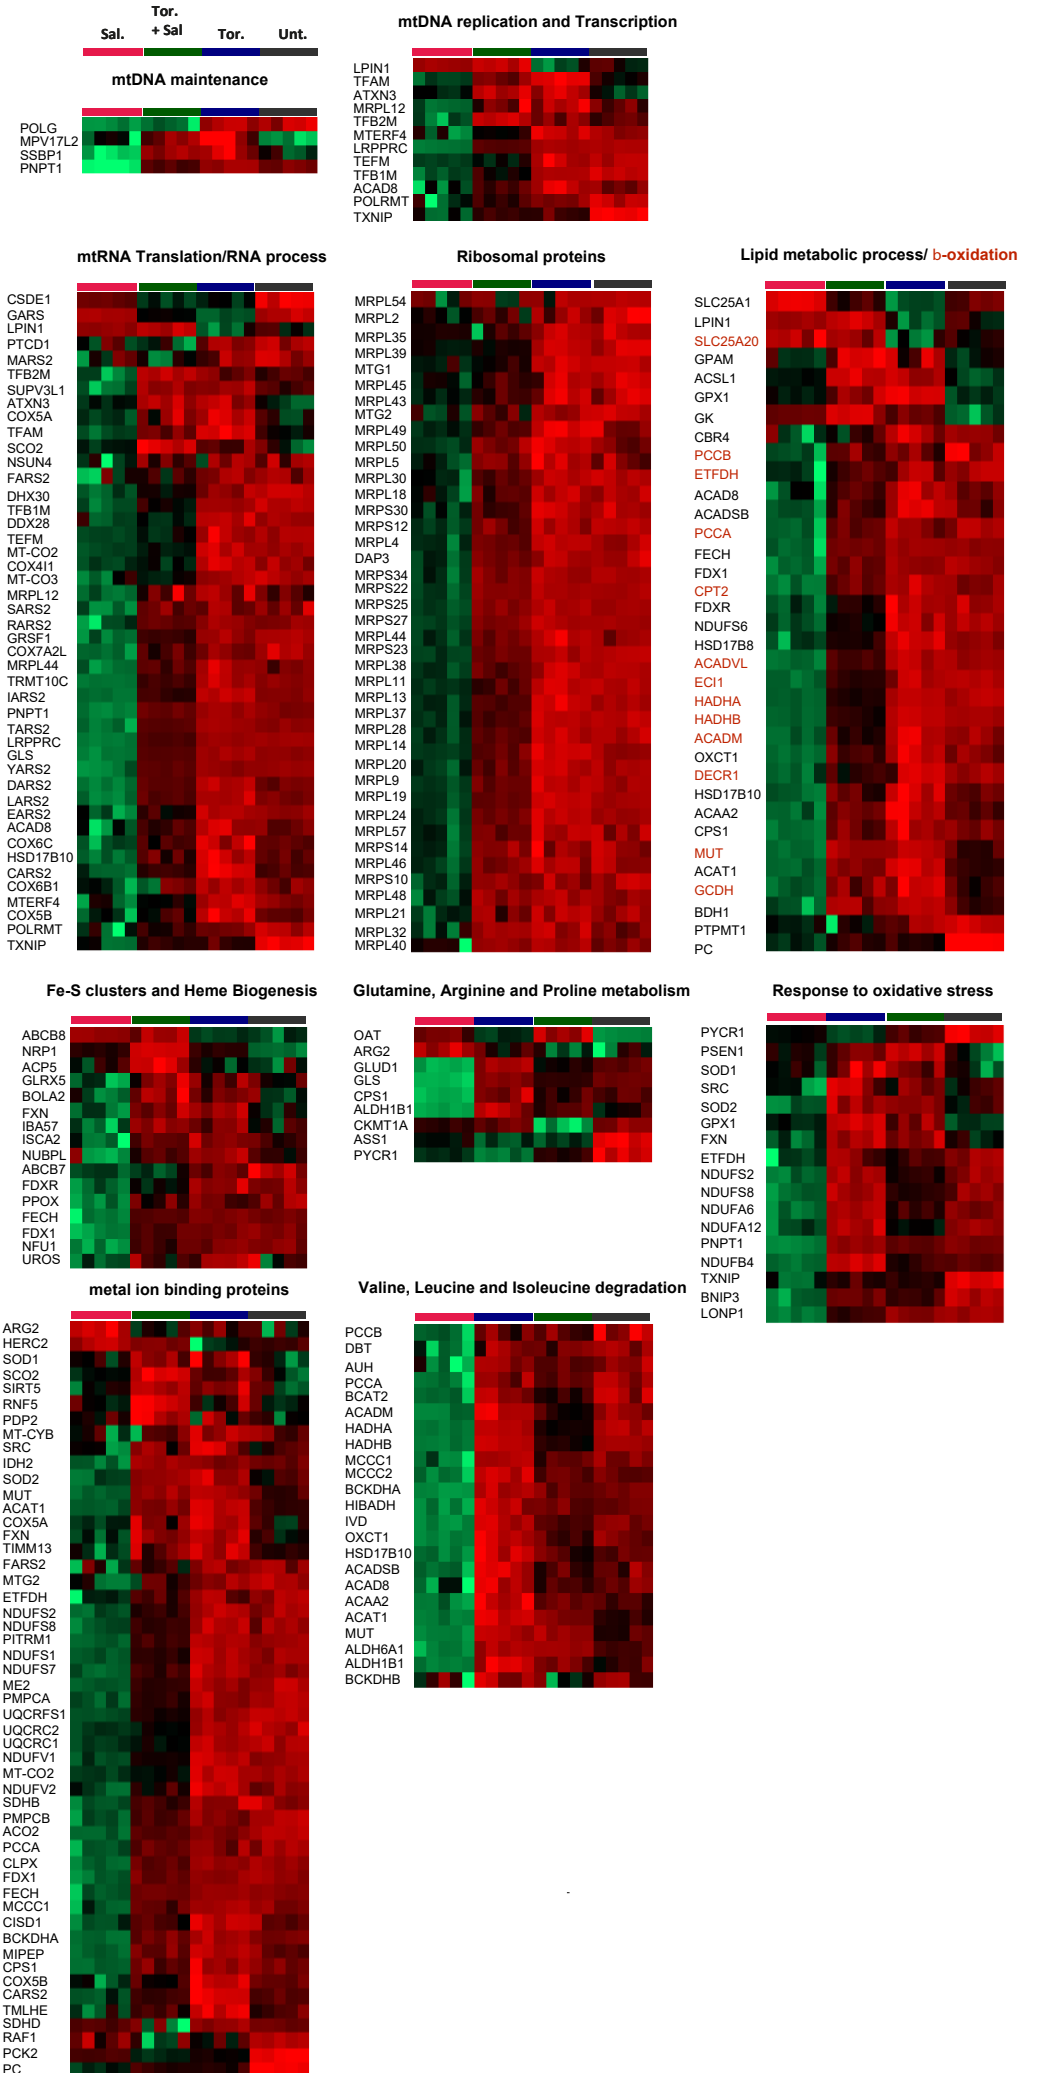 Sal.
Tor.
+ Sal
Tor.
Unt.
mtDNA maintenance
POLG
MPV17L2
SSBP1
PNPT1
mtDNA replication and Transcription
LPIN1
TFAM
ATXN3
MRPL12
TFB2M
MTERF4
LRPPRC
TEFM
TFB1M
ACAD8
POLRMT
TXNIP
mtRNA Translation/RNA process
CSDE1
GARS
LPIN1
PTCD1
MARS2
TFB2M
SUPV3L1
ATXN3
COX5A
TFAM
SCO2
NSUN4
FARS2
DHX30
TFB1M
DDX28
TEFM
MT-CO2
COX4I1
MT-CO3
MRPL12
SARS2
RARS2
GRSF1
COX7A2L
MRPL44
TRMT10C
IARS2
PNPT1
TARS2
LRPPRC
GLS
YARS2
DARS2
LARS2
EARS2
ACAD8
COX6C
HSD17B10
CARS2
COX6B1
MTERF4
COX5B
POLRMT
TXNIP
Ribosomal proteins
MRPL54
MRPL2
MRPL35
MRPL39
MTG1
MRPL45
MRPL43
MTG2
MRPL49
MRPL50
MRPL5
MRPL30
MRPL18
MRPS30
MRPS12
MRPL4
DAP3
MRPS34
MRPS22
MRPS25
MRPS27
MRPL44
MRPS23
MRPL38
MRPL11
MRPL13
MRPL37
MRPL28
MRPL14
MRPL20
MRPL9
MRPL19
MRPL24
MRPL57
MRPS14
MRPL46
MRPS10
MRPL48
MRPL21
MRPL32
MRPL40
Lipid metabolic process/ b-oxidation
SLC25A1
LPIN1
SLC25A20
GPAM
ACSL1
GPX1
GK
CBR4
PCCB
ETFDH
ACAD8
ACADSB
PCCA
FECH
FDX1
CPT2
FDXR
NDUFS6
HSD17B8
ACADVL
ECI1
HADHA
HADHB
ACADM
OXCT1
DECR1
HSD17B10
ACAA2
CPS1
MUT
ACAT1
GCDH
BDH1
PTPMT1
PC
Fe-S clusters and Heme Biogenesis
ABCB8
NRP1
ACP5
GLRX5
BOLA2
FXN
IBA57
ISCA2
NUBPL
ABCB7
FDXR
PPOX
FECH
FDX1
NFU1
UROS
Glutamine, Arginine and Proline metabolism
OAT
ARG2
GLUD1
GLS
CPS1
ALDH1B1
CKMT1A
ASS1
PYCR1
Response to oxidative stress
PYCR1
PSEN1
SOD1
SRC
SOD2
GPX1
FXN
ETFDH
NDUFS2
NDUFS8
NDUFA6
NDUFA12
PNPT1
NDUFB4
TXNIP
BNIP3
LONP1
metal ion binding proteins
ARG2
HERC2
SOD1
SCO2
SIRT5
RNF5
PDP2
MT-CYB
SRC
IDH2
SOD2
MUT
ACAT1
COX5A
FXN
TIMM13
FARS2
MTG2
ETFDH
NDUFS2
NDUFS8
PITRM1
NDUFS1
NDUFS7
ME2
PMPCA
UQCRFS1
UQCRC2
UQCRC1
NDUFV1
MT-CO2
NDUFV2
SDHB
PMPCB
ACO2
PCCA
CLPX
FDX1
FECH
MCCC1
CISD1
BCKDHA
MIPEP
CPS1
COX5B
CARS2
TMLHE
SDHD
RAF1
PCK2
PC
Valine, Leucine and Isoleucine degradation
PCCB
DBT
AUH
PCCA
BCAT2
ACADM
HADHA
HADHB
MCCC1
MCCC2
BCKDHA
HIBADH
IVD
OXCT1
HSD17B10
ACADSB
ACAD8
ACAA2
ACAT1
MUT
ALDH6A1
ALDH1B1
BCKDHB
-